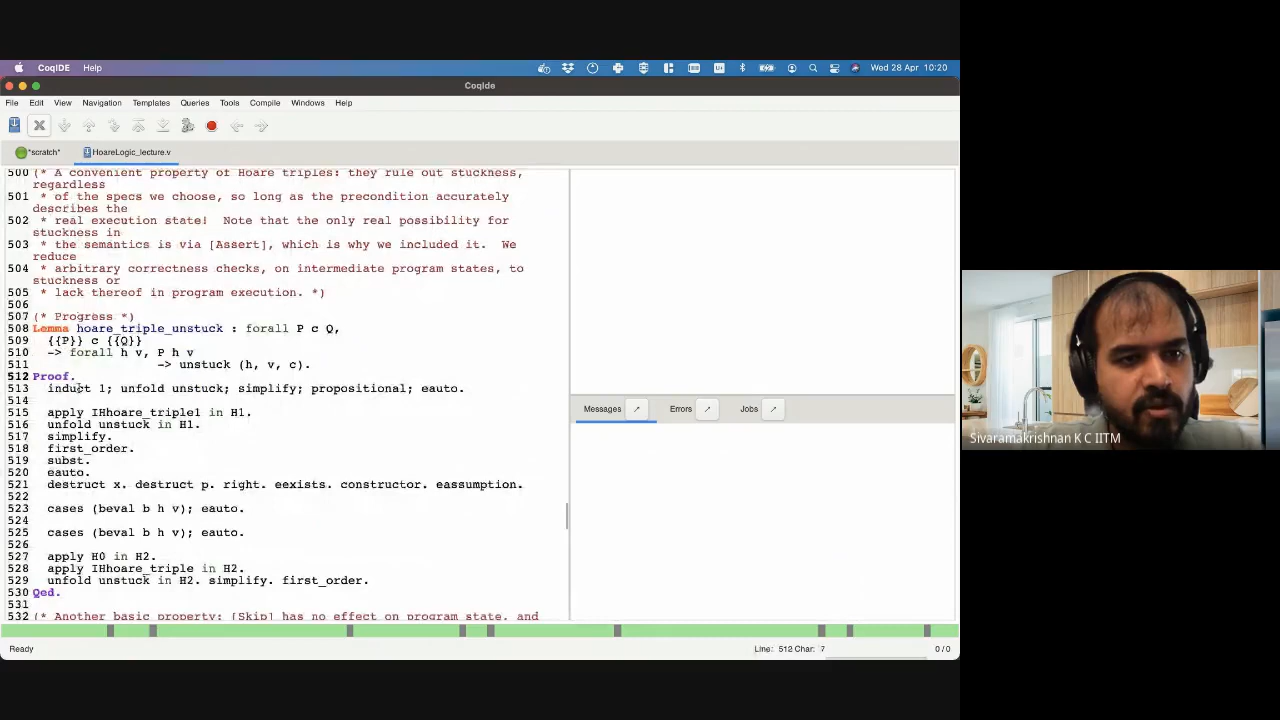 CoqIDE Help
Wed 28 Apr 10:20
CoqIde
File Edit View Navigation Templates Queries Tools Compile Windows Help
*scratch* HoareLogic_lecture.v
500 (* A convenient property of Hoare triples: they rule out stuckness,
regardless
501 * of the specs we choose, so long as the precondition accurately
describes the
502 * real execution state! Note that the only real possibility for
stuckness in
503 * the semantics is via [Assert], which is why we included it. We
reduce
504 * arbitrary correctness checks, on intermediate program states, to
stuckness or
505 * lack thereof in program execution. *)
506
507 (* Progress *)
508 Lemma hoare_triple_unstuck : forall P c Q,
509 {{P}} c {{Q}}
510 -> forall h v, P h v
511 -> unstuck (h, v, c).
512 Proof.
513 induct 1; unfold unstuck; simplify; propositional; eauto.
514
515 apply IHhoare_triple1 in H1.
516 unfold unstuck in H1.
517 simplify.
518 first_order.
519 subst.
520 eauto.
521 destruct x. destruct p. right. eexists. constructor. eassumption.
522
523 cases (beval b h v); eauto.
524
525 cases (beval b h v); eauto.
526
527 apply H0 in H2.
528 apply IHhoare_triple in H2.
529 unfold unstuck in H2. simplify. first_order.
530 Qed.
531
532 (* Another basic property: [Skip] has no effect on program state. and
Messages Errors Jobs
Ready
Line: 512 Char: 7
0 / 0
Sivaramakrishnan K C IITM